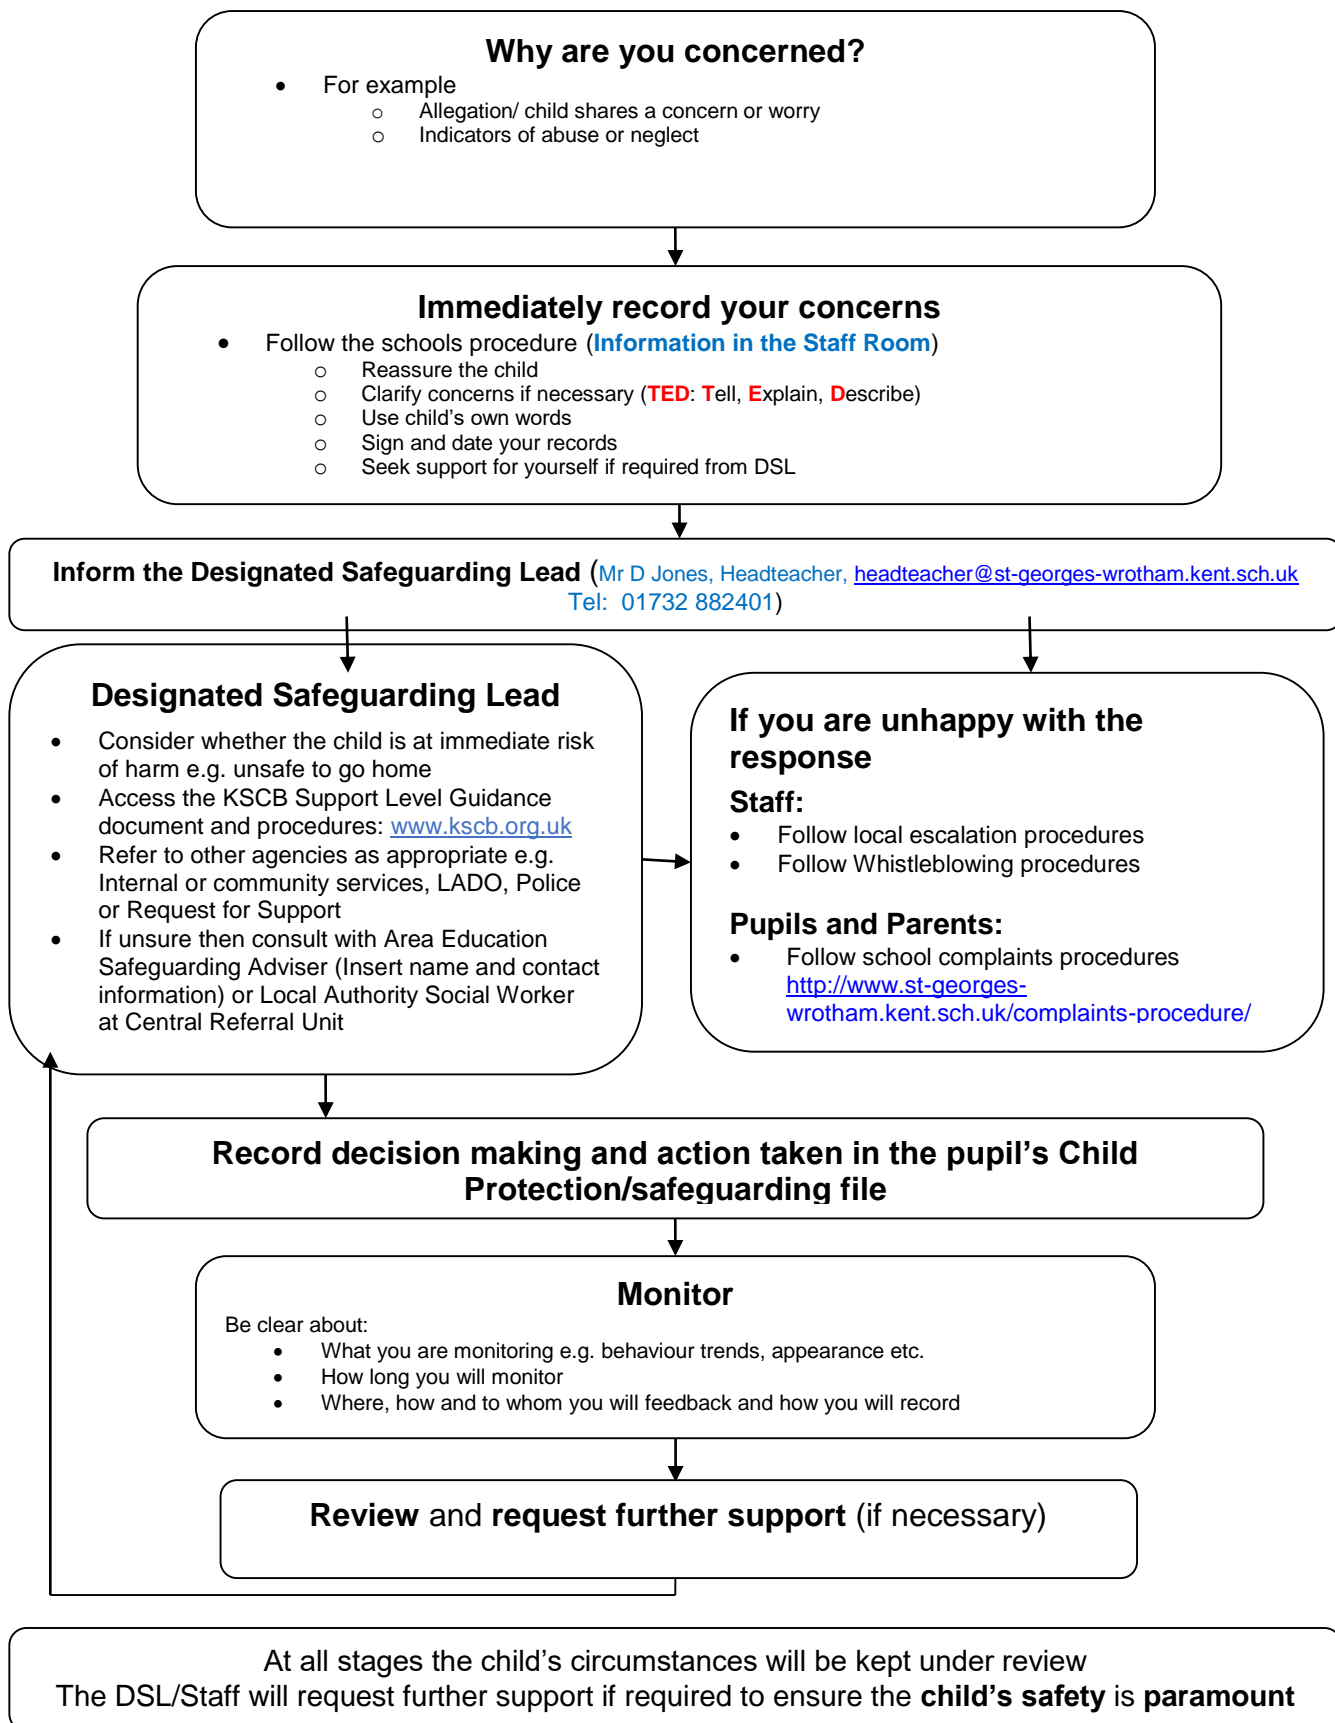 Why are you concerned?
• For example
o Allegation/ child shares a concern or worry
o Indicators of abuse or neglect
Immediately record your concerns
• Follow the schools procedure (Information in the Staff Room)
o Reassure the child
o Clarify concerns if necessary (TED: Tell, Explain, Describe)
o Use child’s own words
o Sign and date your records
o Seek support for yourself if required from DSL
Inform the Designated Safeguarding Lead (Mr D Jones, Headteacher, headteacher@st-georges-wrotham.kent.sch.uk
Tel: 01732 882401)
Designated Safeguarding Lead
• Consider whether the child is at immediate risk
of harm e.g. unsafe to go home
• Access the KSCB Support Level Guidance
document and procedures: www.kscb.org.uk
• Refer to other agencies as appropriate e.g.
Internal or community services, LADO, Police
or Request for Support
• If unsure then consult with Area Education
Safeguarding Adviser (Insert name and contact
information) or Local Authority Social Worker
at Central Referral Unit
If you are unhappy with the
response
Staff:
• Follow local escalation procedures
• Follow Whistleblowing procedures
Pupils and Parents:
• Follow school complaints procedures
http://www.st-georges-
wrotham.kent.sch.uk/complaints-procedure/
Record decision making and action taken in the pupil’s Child
Protection/safeguarding file
Monitor
Be clear about:
• What you are monitoring e.g. behaviour trends, appearance etc.
• How long you will monitor
• Where, how and to whom you will feedback and how you will record
Review and request further support (if necessary)
At all stages the child’s circumstances will be kept under review
The DSL/Staff will request further support if required to ensure the child’s safety is paramount